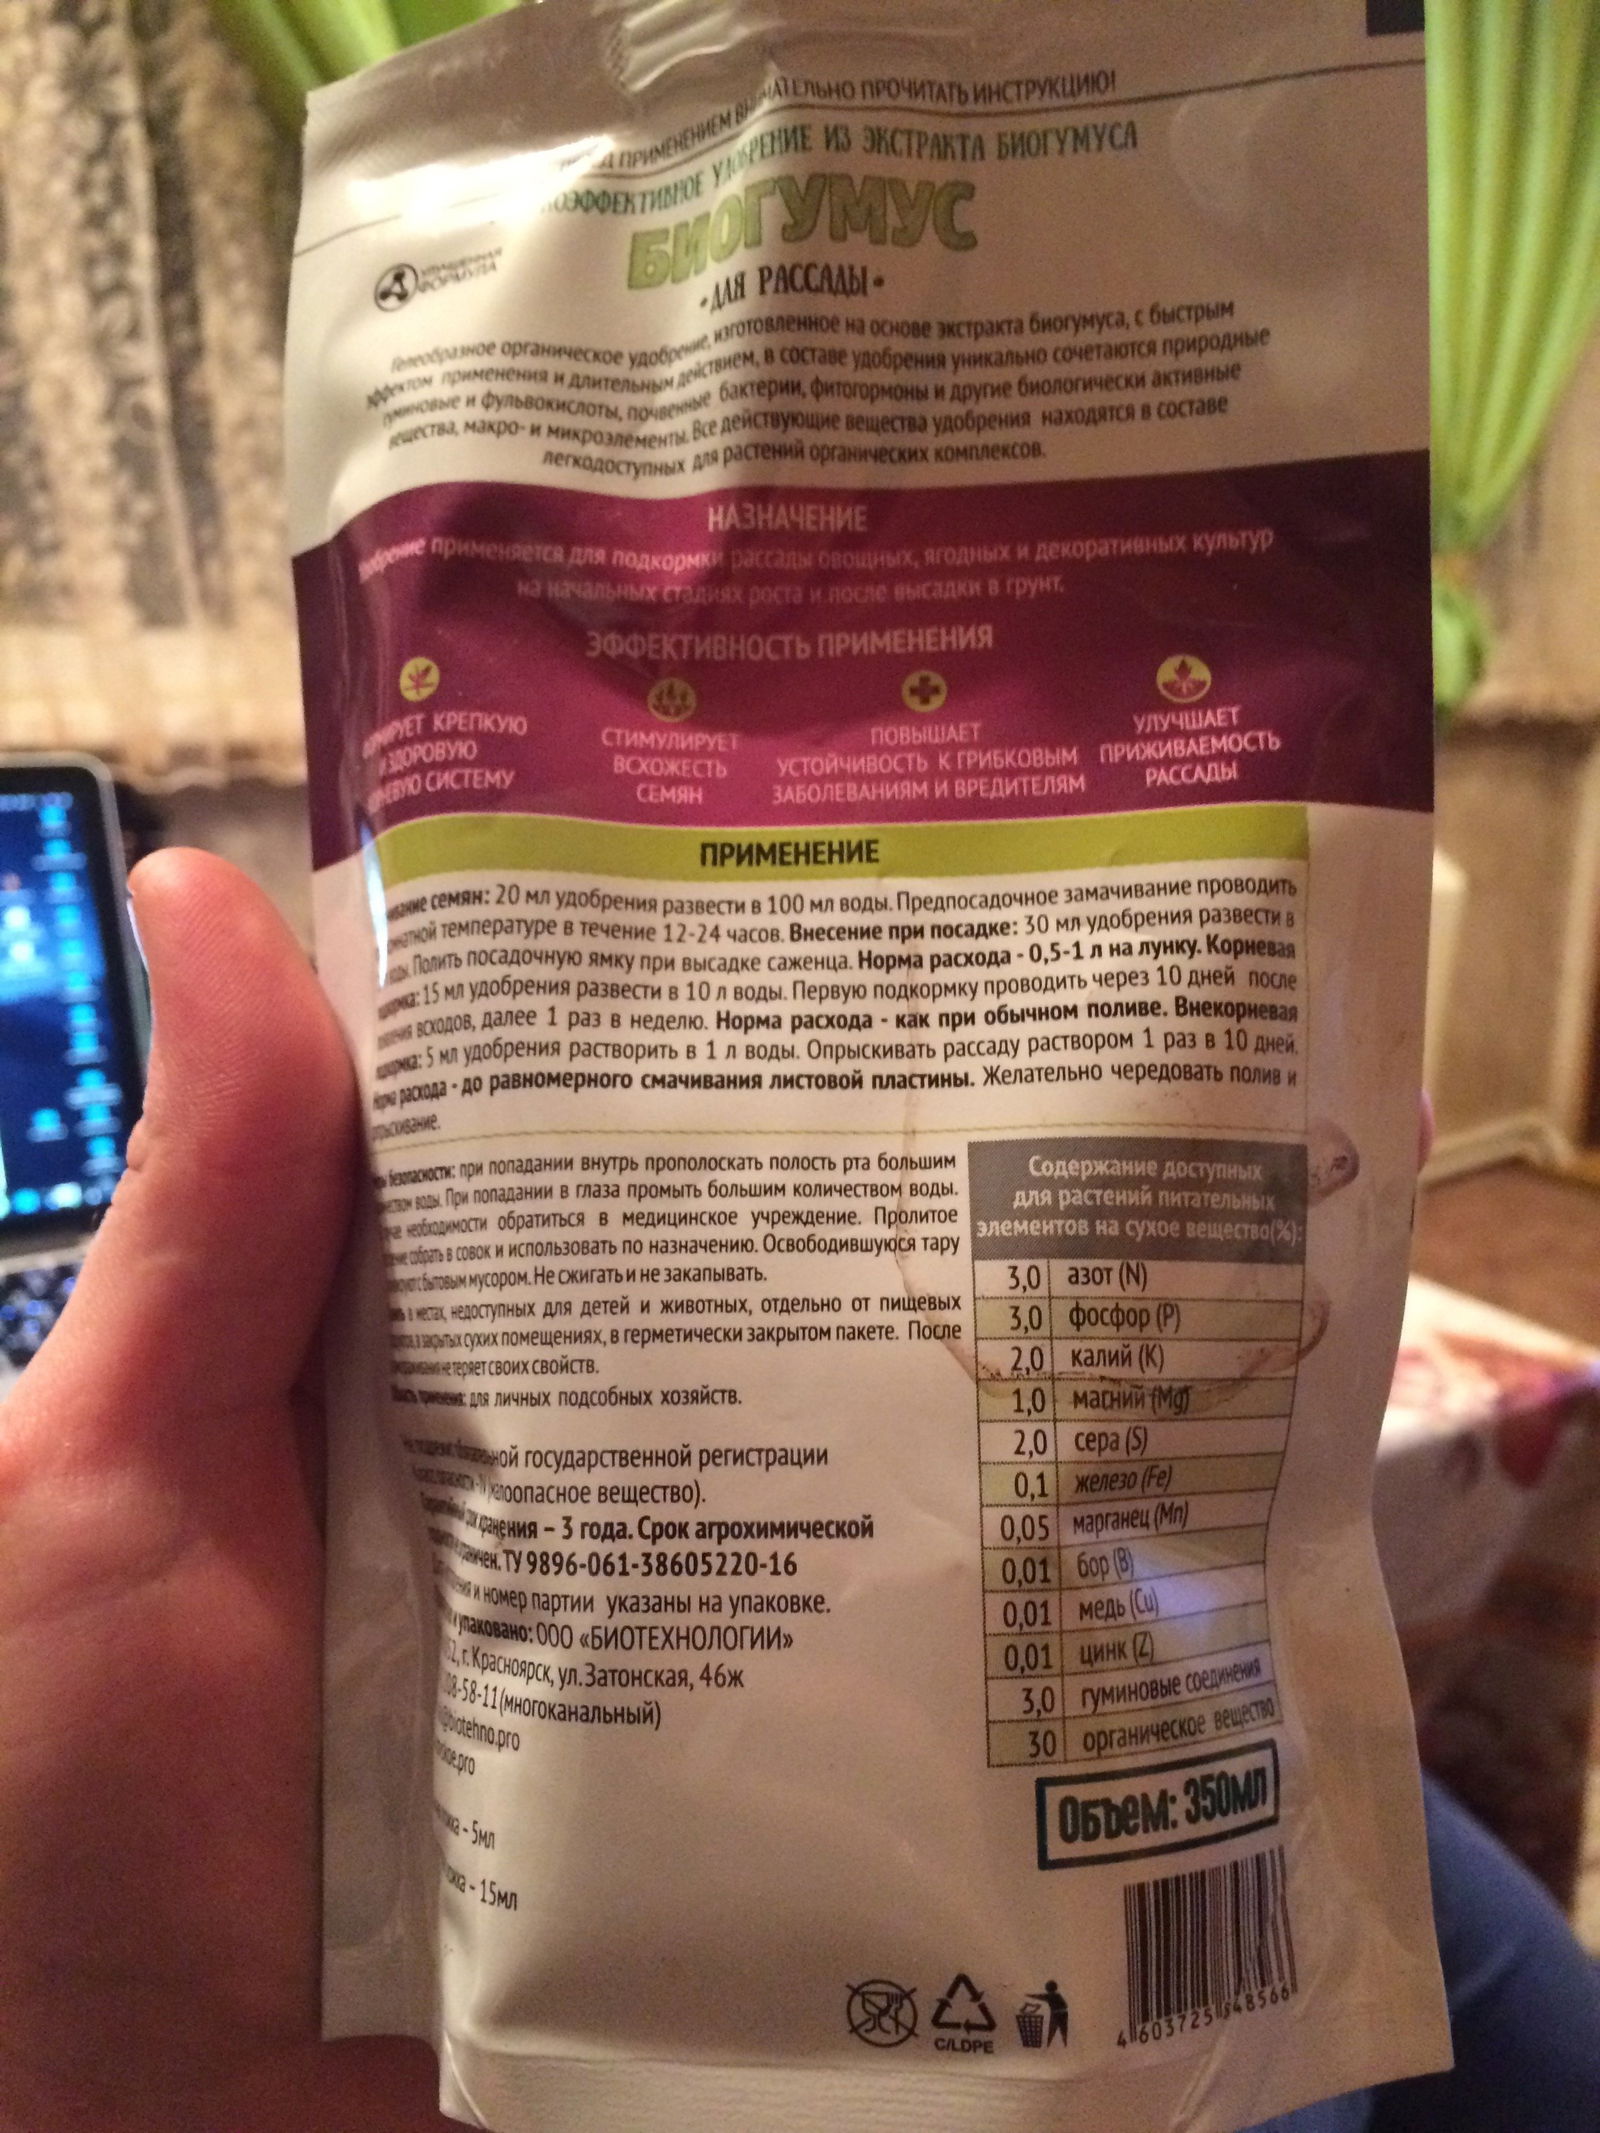 ПРИМЕНЕНИЕМ ВНИМАТЕЛЬНО ПРОЧИТАТЬ ИНСТРУКЦИЮ!
УДОБРЕНИЕ ИЗ ЭКСТРАКТА БИОГУМУСА
БИОГУМУС
•ДЛЯ РАССАДЫ•
УЛУЧШЕННАЯ
ФОРМУЛА
Гелеобразное органическое удобрение, изготовленное на основе экстракта биогумуса, с быстрым
эффектом применения и длительным действием, в составе удобрения уникально сочетаются природные
гуминовые и фульвокислоты, почвенные бактерии, фитогормоны и другие биологически активные
вещества, макро- и микроэлементы. Все действующие вещества удобрения находятся в составе
легкодоступных для растений органических комплексов.
НАЗНАЧЕНИЕ
применяется для подкормки рассады овощных, ягодных и декоративных культур
на начальных стадиях роста и после высадки в грунт.
ЭФФЕКТИВНОСТЬ ПРИМЕНЕНИЯ
КРЕПКУЮ
ЗДОРОВУЮ
СИСТЕМУ
СТИМУЛИРУЕТ
ВСХОЖЕСТЬ
СЕМЯН
ПОВЫШАЕТ
УСТОЙЧИВОСТЬ К ГРИБКОВЫМ
ЗАБОЛЕВАНИЯМ И ВРЕДИТЕЛЯМ
УЛУЧШАЕТ
ПРИЖИВАЕМОСТЬ
РАССАДЫ
ПРИМЕНЕНИЕ
семян: 20 мл удобрения развести в 100 мл воды. Предпосадочное замачивание проводить
температуре в течение 12-24 часов. Внесение при посадке: 30 мл удобрения развести в
Полить посадочную ямку при высадке саженца. Норма расхода - 0,5-1 л на лунку. Корневая
15 мл удобрения развести в 10 л воды. Первую подкормку проводить через 10 дней после
всходов, далее 1 раз в неделю. Норма расхода - как при обычном поливе. Внекорневая
5 мл удобрения растворить в 1 л воды. Опрыскивать рассаду раствором 1 раз в 10 дней.
Норма расхода - до равномерного смачивания листовой пластины. Желательно чередовать полив и
безопасности: при попадании внутрь прополоскать полость рта большим
воды. При попадании в глаза промыть большим количеством воды.
необходимости обратиться в медицинское учреждение. Пролитое
собрать в совок и использовать по назначению. Освободившуюся тару
с бытовым мусором. Не сжигать и не закапывать.
в местах, недоступных для детей и животных, отдельно от пищевых
в закрытых сухих помещениях, в герметически закрытом пакете. После
не теряет своих свойств.
для личных подсобных хозяйств.
государственной регистрации
(малоопасное вещество).
хранения – 3 года. Срок агрохимической
ТУ 9896-061-38605220-16
и номер партии указаны на упаковке.
упаковано: ООО «БИОТЕХНОЛОГИИ»
г. Красноярск, ул. Затонская, 46ж
58-11 (многоканальный)
biotehno.pro
- 5мл
- 15мл
Содержание доступных
для растений питательных
элементов на сухое вещество(%):
3,0 азот (N)
3,0 фосфор (P)
2,0 калий (K)
1,0 магний (Mg)
2,0 сера (S)
0,1 железо (Fe)
0,05 марганец (Mn)
0,01 бор (B)
0,01 медь (Cu)
0,01 цинк (Z)
3,0 гуминовые соединения
30 органическое вещество
Объем: 350мл
C/LDPE
4 603725 548566